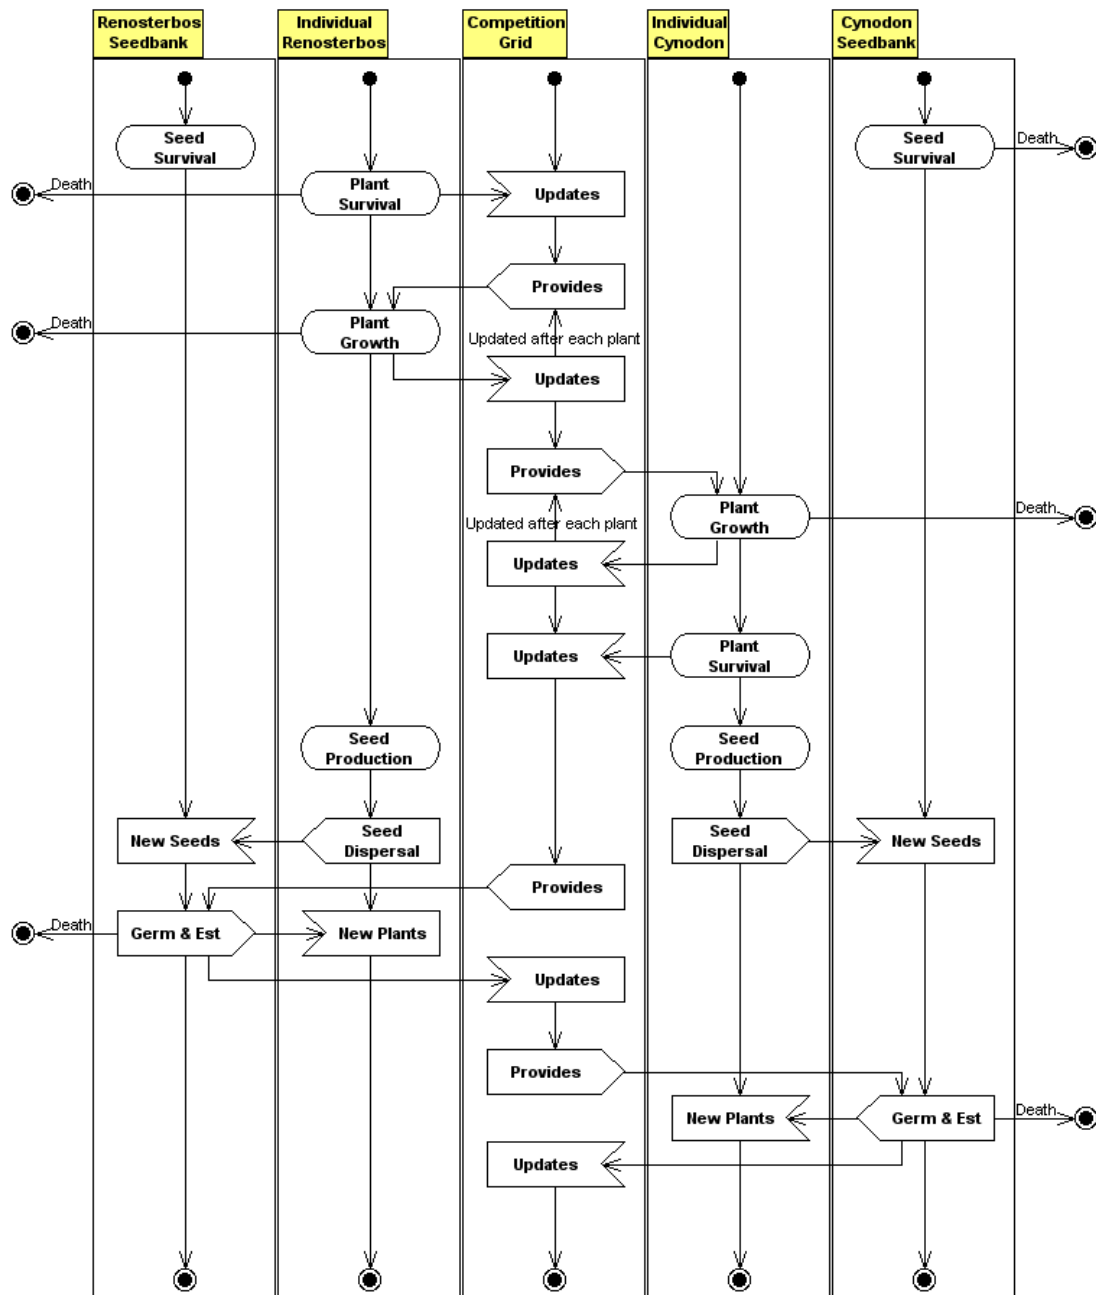 Renosterbos
Seedbank
Individual
Renosterbos
Competition
Grid
Individual
Cynodon
Cynodon
Seedbank
Seed
Survival
Seed
Survival
Death
Death
Plant
Survival
Updates
Provides
Death
Plant
Growth
Updated after each plant
Updates
Provides
Plant
Growth
Death
Updated after each plant
Updates
Updates
Plant
Survival
Seed
Production
Seed
Production
New Seeds
Seed
Dispersal
Seed
Dispersal
New Seeds
Provides
Death
Germ & Est
New Plants
Updates
Provides
New Plants
Germ & Est
Death
Updates